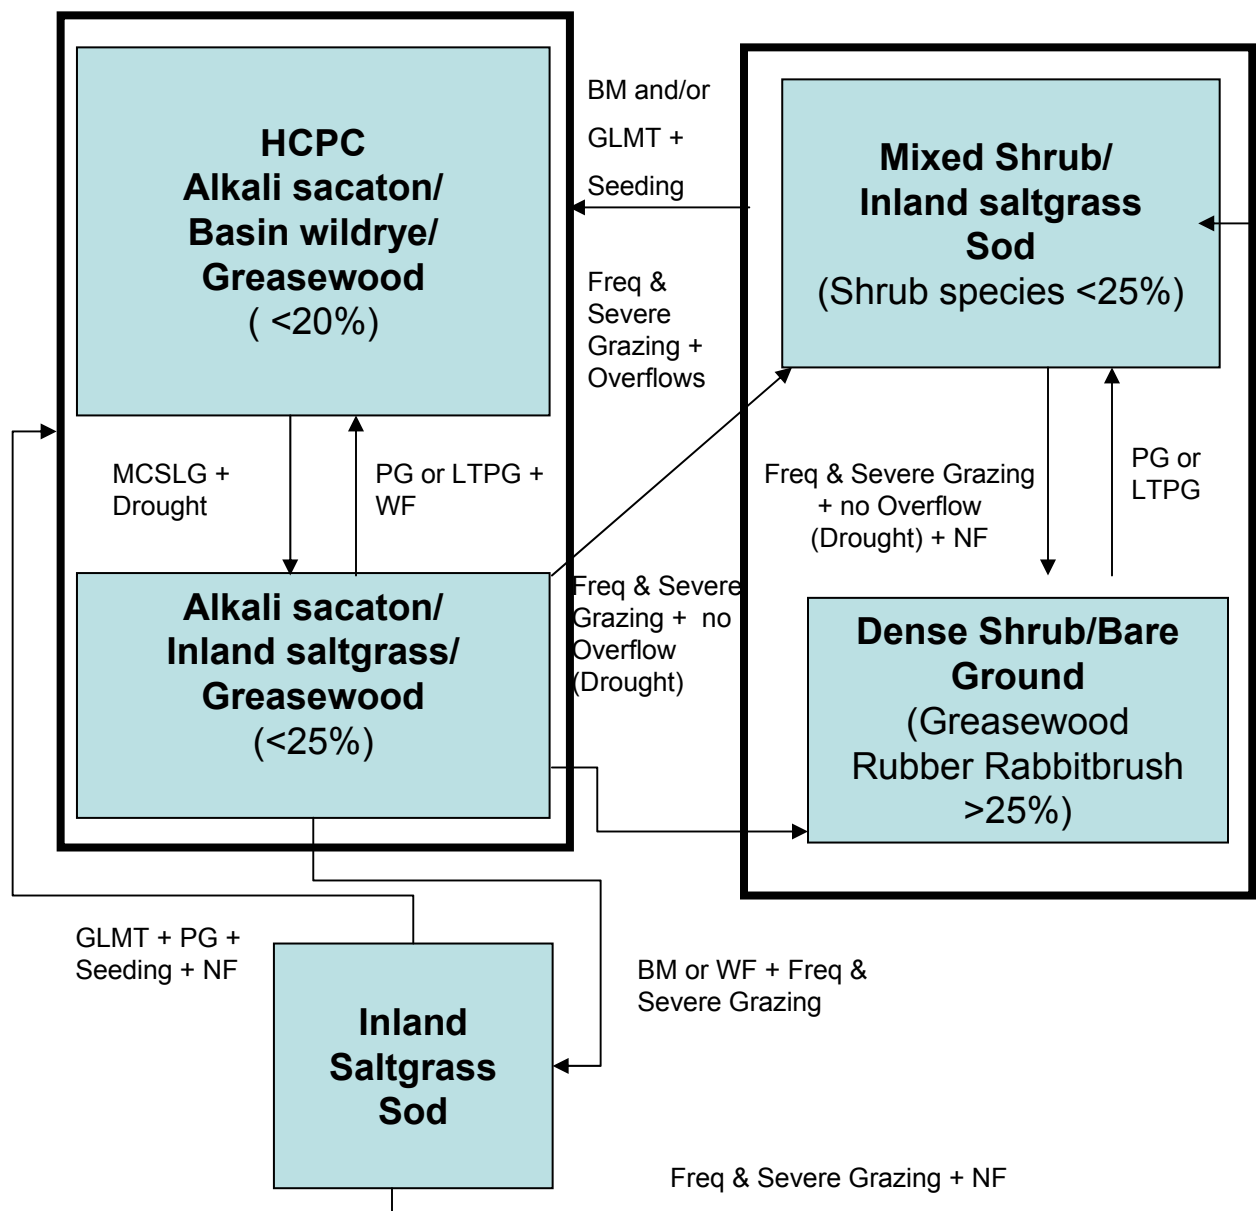 HCPC
Alkali sacaton/
Basin wildrye/
Greasewood
( <20%)
BM and/or
GLMT +
Seeding
Mixed Shrub/
Inland saltgrass
Sod
(Shrub species <25%)
Freq &
Severe
Grazing +
Overflows
MCSLG +
Drought
PG or LTPG +
WF
Freq & Severe Grazing
+ no Overflow
(Drought) + NF
PG or
LTPG
Alkali sacaton/
Inland saltgrass/
Greasewood
(<25%)
Freq & Severe
Grazing + no
Overflow
(Drought)
Dense Shrub/Bare
Ground
(Greasewood
Rubber Rabbitbrush
>25%)
GLMT + PG +
Seeding + NF
BM or WF + Freq &
Severe Grazing
Inland
Saltgrass
Sod
Freq & Severe Grazing + NF